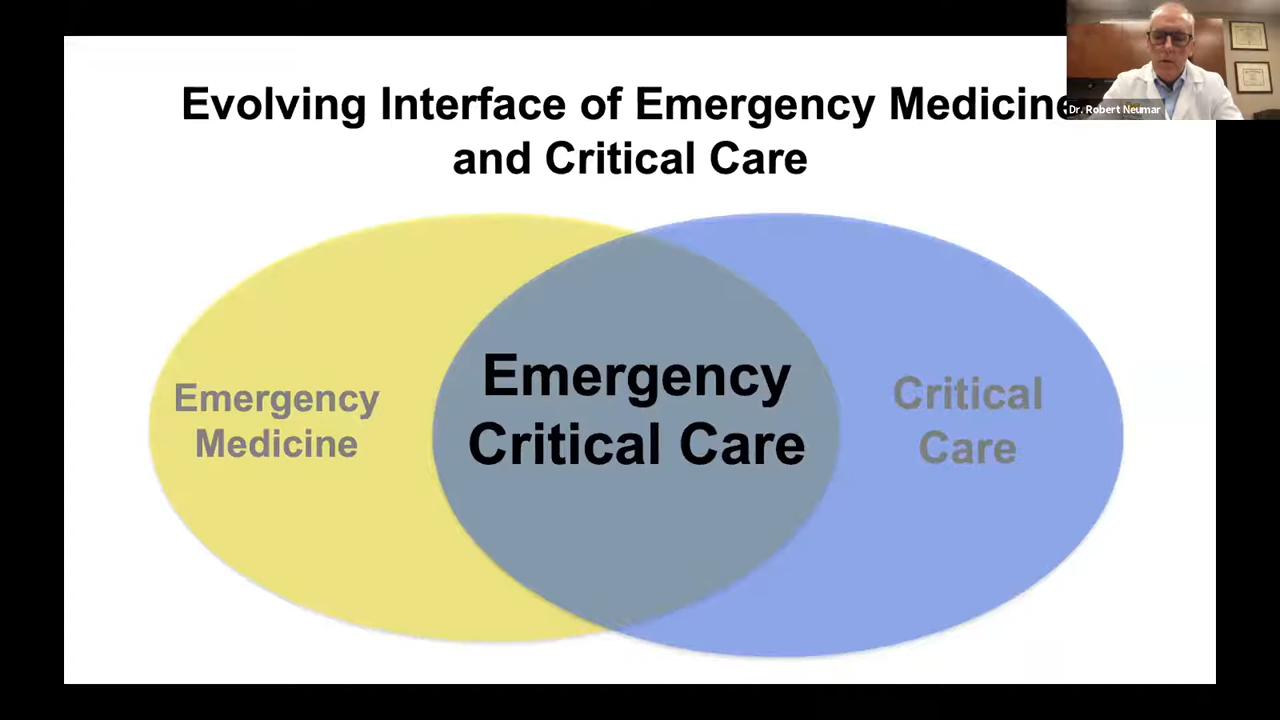 Evolving Interface of Emergency Medicine
and Critical Care
Dr. Robert Neumar
Emergency
Medicine
Emergency
Critical Care
Critical
Care